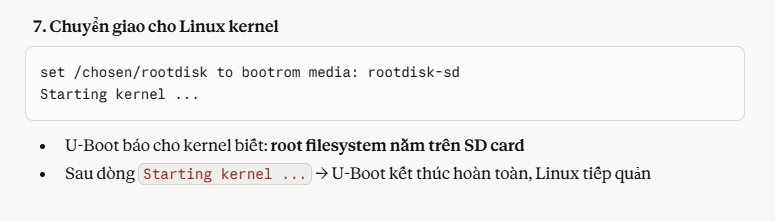 7. Chuyển giao cho Linux kernel
set /chosen/rootdisk to bootrom media: rootdisk-sd
Starting kernel ...
• U-Boot báo cho kernel biết: root filesystem nằm trên SD card
• Sau dòng Starting kernel ... → U-Boot kết thúc hoàn toàn, Linux tiếp quản